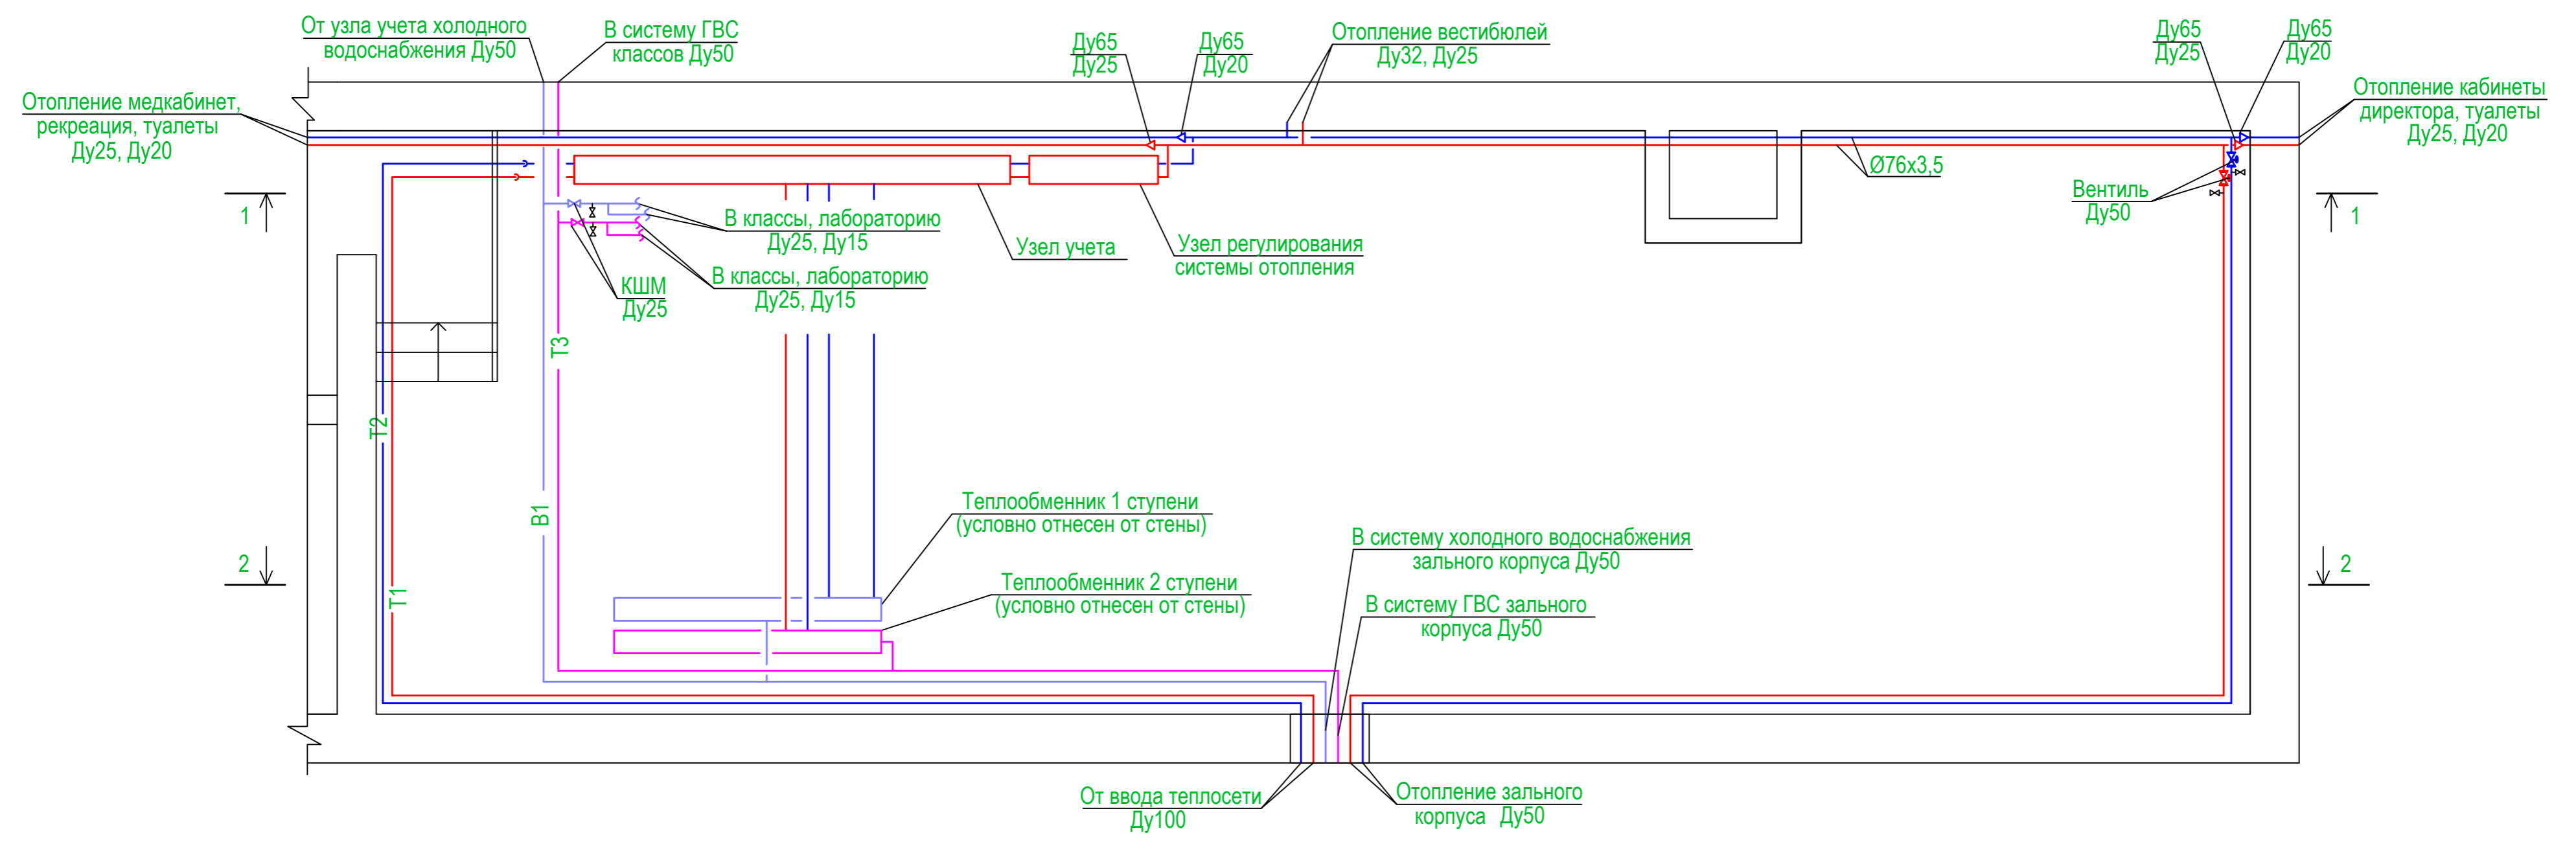 От узла учета холодного
водоснабжения Ду50
В систему ГВС
классов Ду50
Ду65
Ду25
Ду65
Ду20
Отопление вестибюлей
Ду32, Ду25
Ду65
Ду25
Ду65
Ду20
Отопление медкабинет,
рекреация, туалеты
Ду25, Ду20
Отопление кабинеты
директора, туалеты
Ду25, Ду20
Ø76х3,5
Вентиль
Ду50
1
1
В классы, лабораторию
Ду25, Ду15
Узел учета
Узел регулирования
системы отопления
В классы, лабораторию
Ду25, Ду15
КШМ
Ду25
Т3
Т2
В1
Т1
Теплообменник 1 ступени
(условно отнесен от стены)
Теплообменник 2 ступени
(условно отнесен от стены)
В систему холодного водоснабжения
зального корпуса Ду50
В систему ГВС зального
корпуса Ду50
2
2
От ввода теплосети
Ду100
Отопление зального
корпуса Ду50